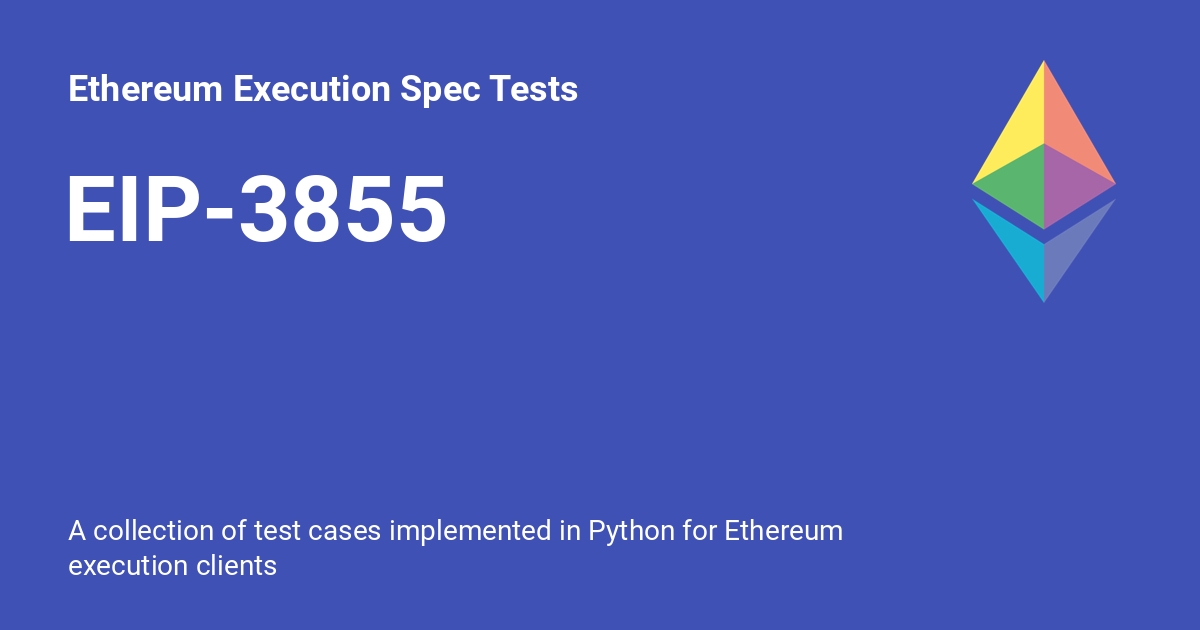 Ethereum Execution Spec Tests
EIP-3855
A collection of test cases implemented in Python for Ethereum
execution clients